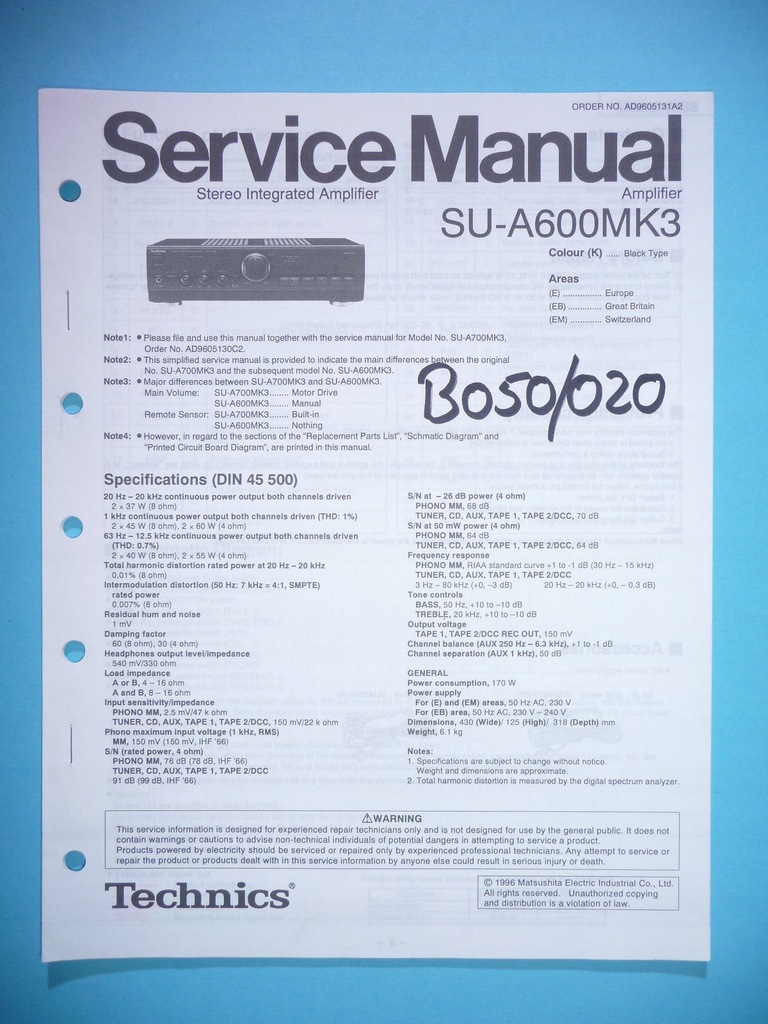 ORDER NO. AD9605131A2
Service Manual
Stereo Integrated Amplifier
Amplifier
SU-A600MK3
Colour (K) ...... Black Type
Areas
(E) ............... Europe
(EB) ............. Great Britain
(EM) ............ Switzerland
Note1: ● Please file and use this manual together with the service manual for Model No. SU-A700MK3,
Order No. AD9605130C2.
Note2: ● This simplified service manual is provided to indicate the main differences between the original
No. SU-A700MK3 and the subsequent model No. SU-A600MK3.
Note3: ● Major differences between SU-A700MK3 and SU-A600MK3.
Main Volume: SU-A700MK3........ Motor Drive
SU-A600MK3........ Manual
Remote Sensor: SU-A700MK3........ Built-in
SU-A600MK3........ Nothing
Note4: ● However, in regard to the sections of the "Replacement Parts List", "Schmatic Diagram" and
"Printed Circuit Board Diagram", are printed in this manual.
B050/020
Specifications (DIN 45 500)
20 Hz – 20 kHz continuous power output both channels driven
2 × 37 W (8 ohm)
1 kHz continuous power output both channels driven (THD: 1%)
2 × 45 W (8 ohm), 2 × 60 W (4 ohm)
63 Hz – 12.5 kHz continuous power output both channels driven
(THD: 0.7%)
2 × 40 W (8 ohm), 2 × 55 W (4 ohm)
Total harmonic distortion rated power at 20 Hz – 20 kHz
0.01% (8 ohm)
Intermodulation distortion (50 Hz: 7 kHz = 4:1, SMPTE)
rated power
0.007% (8 ohm)
Residual hum and noise
1 mV
Damping factor
60 (8 ohm), 30 (4 ohm)
Headphones output level/impedance
540 mV/330 ohm
Load impedance
A or B, 4 – 16 ohm
A and B, 8 – 16 ohm
Input sensitivity/impedance
PHONO MM, 2.5 mV/47 k ohm
TUNER, CD, AUX, TAPE 1, TAPE 2/DCC, 150 mV/22 k ohm
Phono maximum input voltage (1 kHz, RMS)
MM, 150 mV (150 mV, IHF '66)
S/N (rated power, 4 ohm)
PHONO MM, 76 dB (78 dB, IHF '66)
TUNER, CD, AUX, TAPE 1, TAPE 2/DCC
91 dB (99 dB, IHF '66)
S/N at – 26 dB power (4 ohm)
PHONO MM, 68 dB
TUNER, CD, AUX, TAPE 1, TAPE 2/DCC, 70 dB
S/N at 50 mW power (4 ohm)
PHONO MM, 64 dB
TUNER, CD, AUX, TAPE 1, TAPE 2/DCC, 64 dB
Frequency response
PHONO MM, RIAA standard curve +1 to -1 dB (30 Hz – 15 kHz)
TUNER, CD, AUX, TAPE 1, TAPE 2/DCC
3 Hz – 80 kHz (+0, –3 dB) 20 Hz – 20 kHz (+0, – 0.3 dB)
Tone controls
BASS, 50 Hz, +10 to –10 dB
TREBLE, 20 kHz, +10 to –10 dB
Output voltage
TAPE 1, TAPE 2/DCC REC OUT, 150 mV
Channel balance (AUX 250 Hz – 6.3 kHz), +1 to -1 dB
Channel separation (AUX 1 kHz), 50 dB
GENERAL
Power consumption, 170 W
Power supply
For (E) and (EM) areas, 50 Hz AC, 230 V
For (EB) area, 50 Hz AC, 230 V – 240 V
Dimensions, 430 (Wide)/ 125 (High)/ 318 (Depth) mm
Weight, 6.1 kg
Notes:
1. Specifications are subject to change without notice.
Weight and dimensions are approximate.
2. Total harmonic distortion is measured by the digital spectrum analyzer.
⚠WARNING
This service information is designed for experienced repair technicians only and is not designed for use by the general public. It does not
contain warnings or cautions to advise non-technical individuals of potential dangers in attempting to service a product.
Products powered by electricity should be serviced or repaired only by experienced professional technicians. Any attempt to service or
repair the product or products dealt with in this service information by anyone else could result in serious injury or death.
Technics®
© 1996 Matsushita Electric Industrial Co., Ltd.
All rights reserved. Unauthorized copying
and distribution is a violation of law.